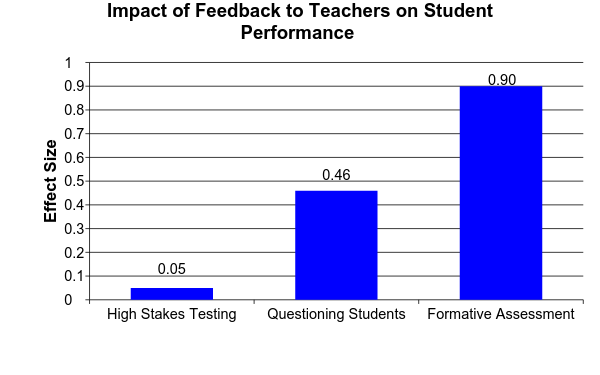 Impact of Feedback to Teachers on Student
Performance
Effect Size
1
0.9
0.8
0.7
0.6
0.5
0.4
0.3
0.2
0.1
0
0.05
0.46
0.90
High Stakes Testing
Questioning Students
Formative Assessment